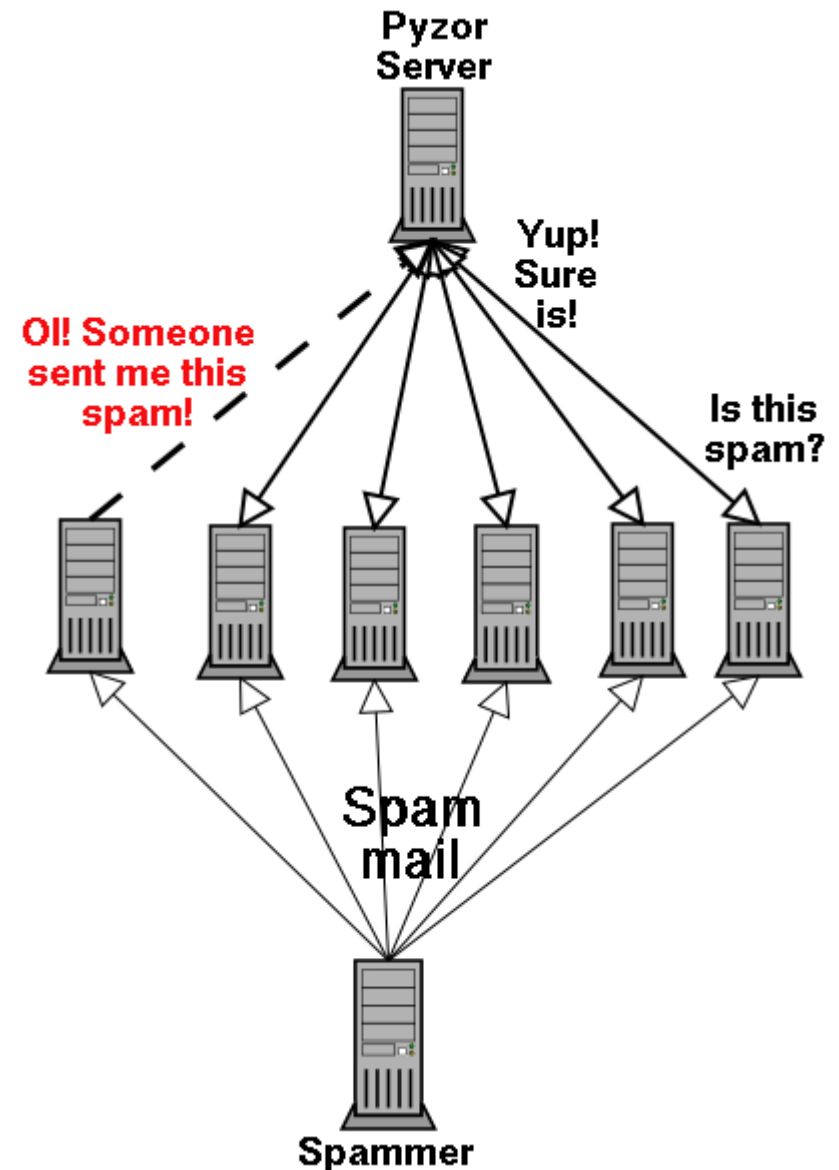 Pyzor
Server
Yup!
Sure
is!
OI! Someone
sent me this
spam!
Is this
spam?
Spam
mail
Spammer